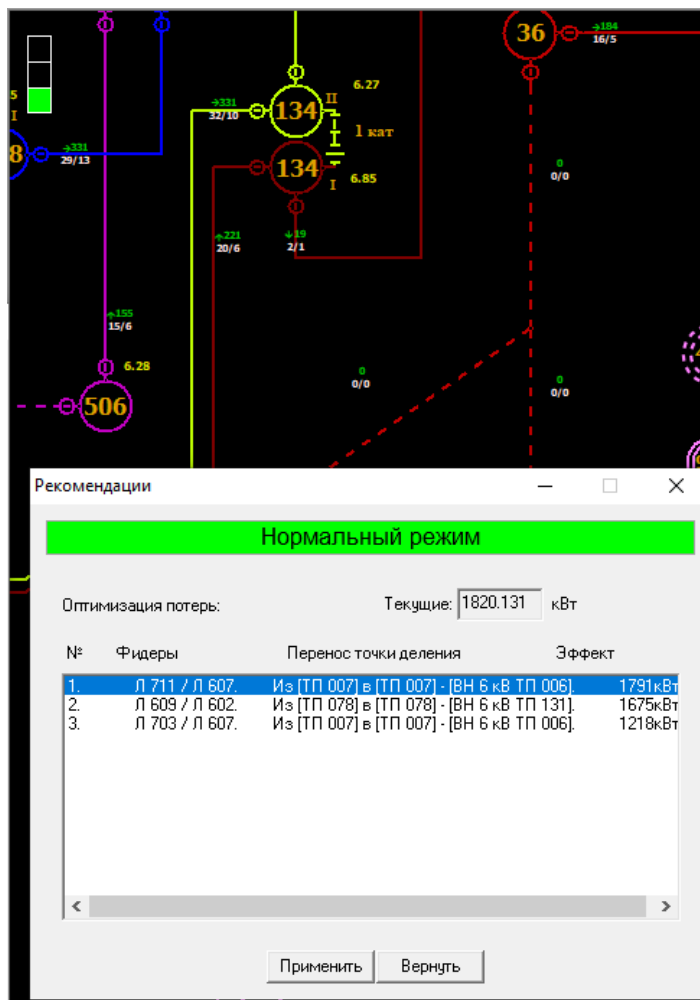 36
→184
16/5
5
I
6.27
→331
32/10
134
II
1 кат
→331
29/13
8
134
I
6.85
0
0/0
↑221
20/6
↓19
2/1
↑155
15/6
6.28
506
0
0/0
0
0/0
4
Рекомендации
Нормальный режим
Оптимизация потерь:
Текущие: 1820.131 кВт
№ Фидеры Перенос точки деления Эффект
1. Л 711 / Л 607. Из [ТП 007] в [ТП 007] - [ВН 6 кВ ТП 006]. 1791кВт
2. Л 609 / Л 602. Из [ТП 078] в [ТП 078] - [ВН 6 кВ ТП 131]. 1675кВт
3. Л 703 / Л 607. Из [ТП 007] в [ТП 007] - [ВН 6 кВ ТП 006]. 1218кВт
Применить Вернуть